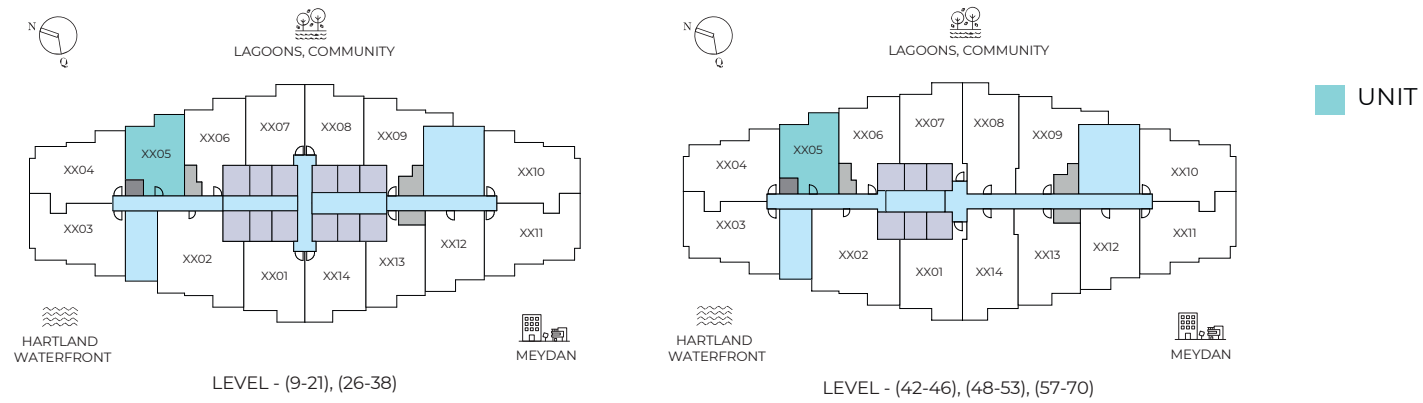 N
Q
LAGOONS, COMMUNITY
XX04
XX05
XX06
XX07
XX08
XX09
XX10
XX03
XX02
XX01
XX14
XX13
XX12
XX11
HARTLAND
WATERFRONT
MEYDAN
LEVEL - (9-21), (26-38)
N
Q
LAGOONS, COMMUNITY
XX04
XX05
XX06
XX07
XX08
XX09
XX10
XX03
XX02
XX01
XX14
XX13
XX12
XX11
HARTLAND
WATERFRONT
MEYDAN
LEVEL - (42-46), (48-53), (57-70)
UNIT